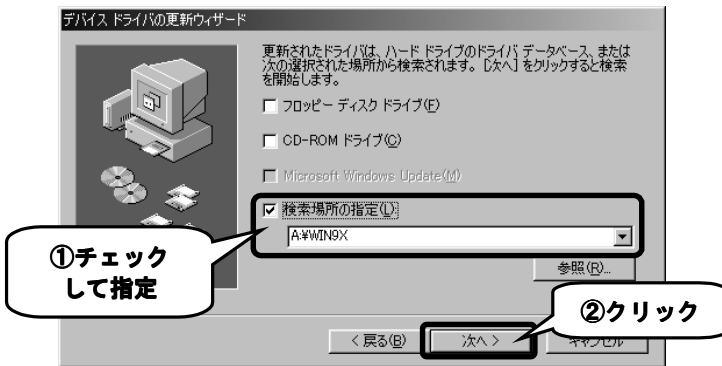 デバイス ドライバの更新ウィザード
更新されたドライバは、ハード ドライブのドライバ データベース、または
次の選択された場所から検索されます。[次へ] をクリックすると検索
を開始します。
フロッピー ディスク ドライブ(F)
CD-ROM ドライブ(C)
Microsoft Windows Update(M)
検索場所の指定(L):
A:¥WIN9X
①チェック
して指定
参照(R)...
②クリック
< 戻る(B)
次へ >
キャンセル